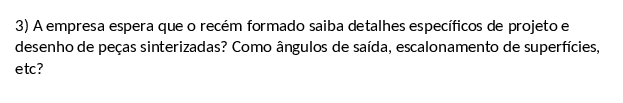 3) A empresa espera que o recém formado saiba detalhes específicos de projeto e
desenho de peças sinterizadas? Como ângulos de saída, escalonamento de superfícies,
etc?